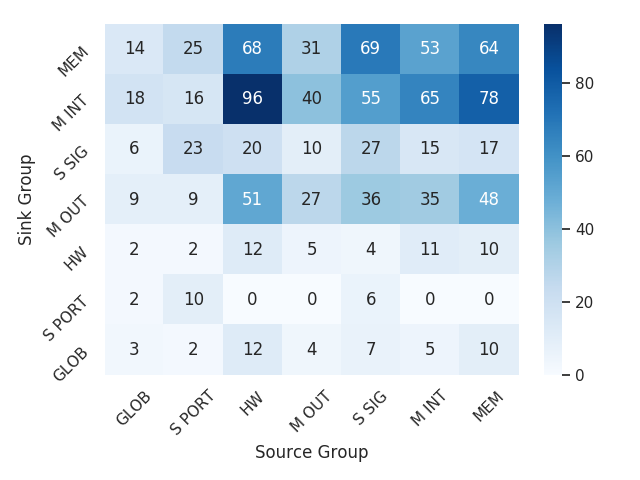 MEM 14 25 68 31 69 53 64
M INT 18 16 96 40 55 65 78
S SIG 6 23 20 10 27 15 17
M OUT 9 9 51 27 36 35 48
HW 2 2 12 5 4 11 10
S PORT 2 10 0 0 6 0 0
GLOB 3 2 12 4 7 5 10
GLOB S PORT HW M OUT S SIG M INT MEM
Source Group
Sink Group
80
60
40
20
0